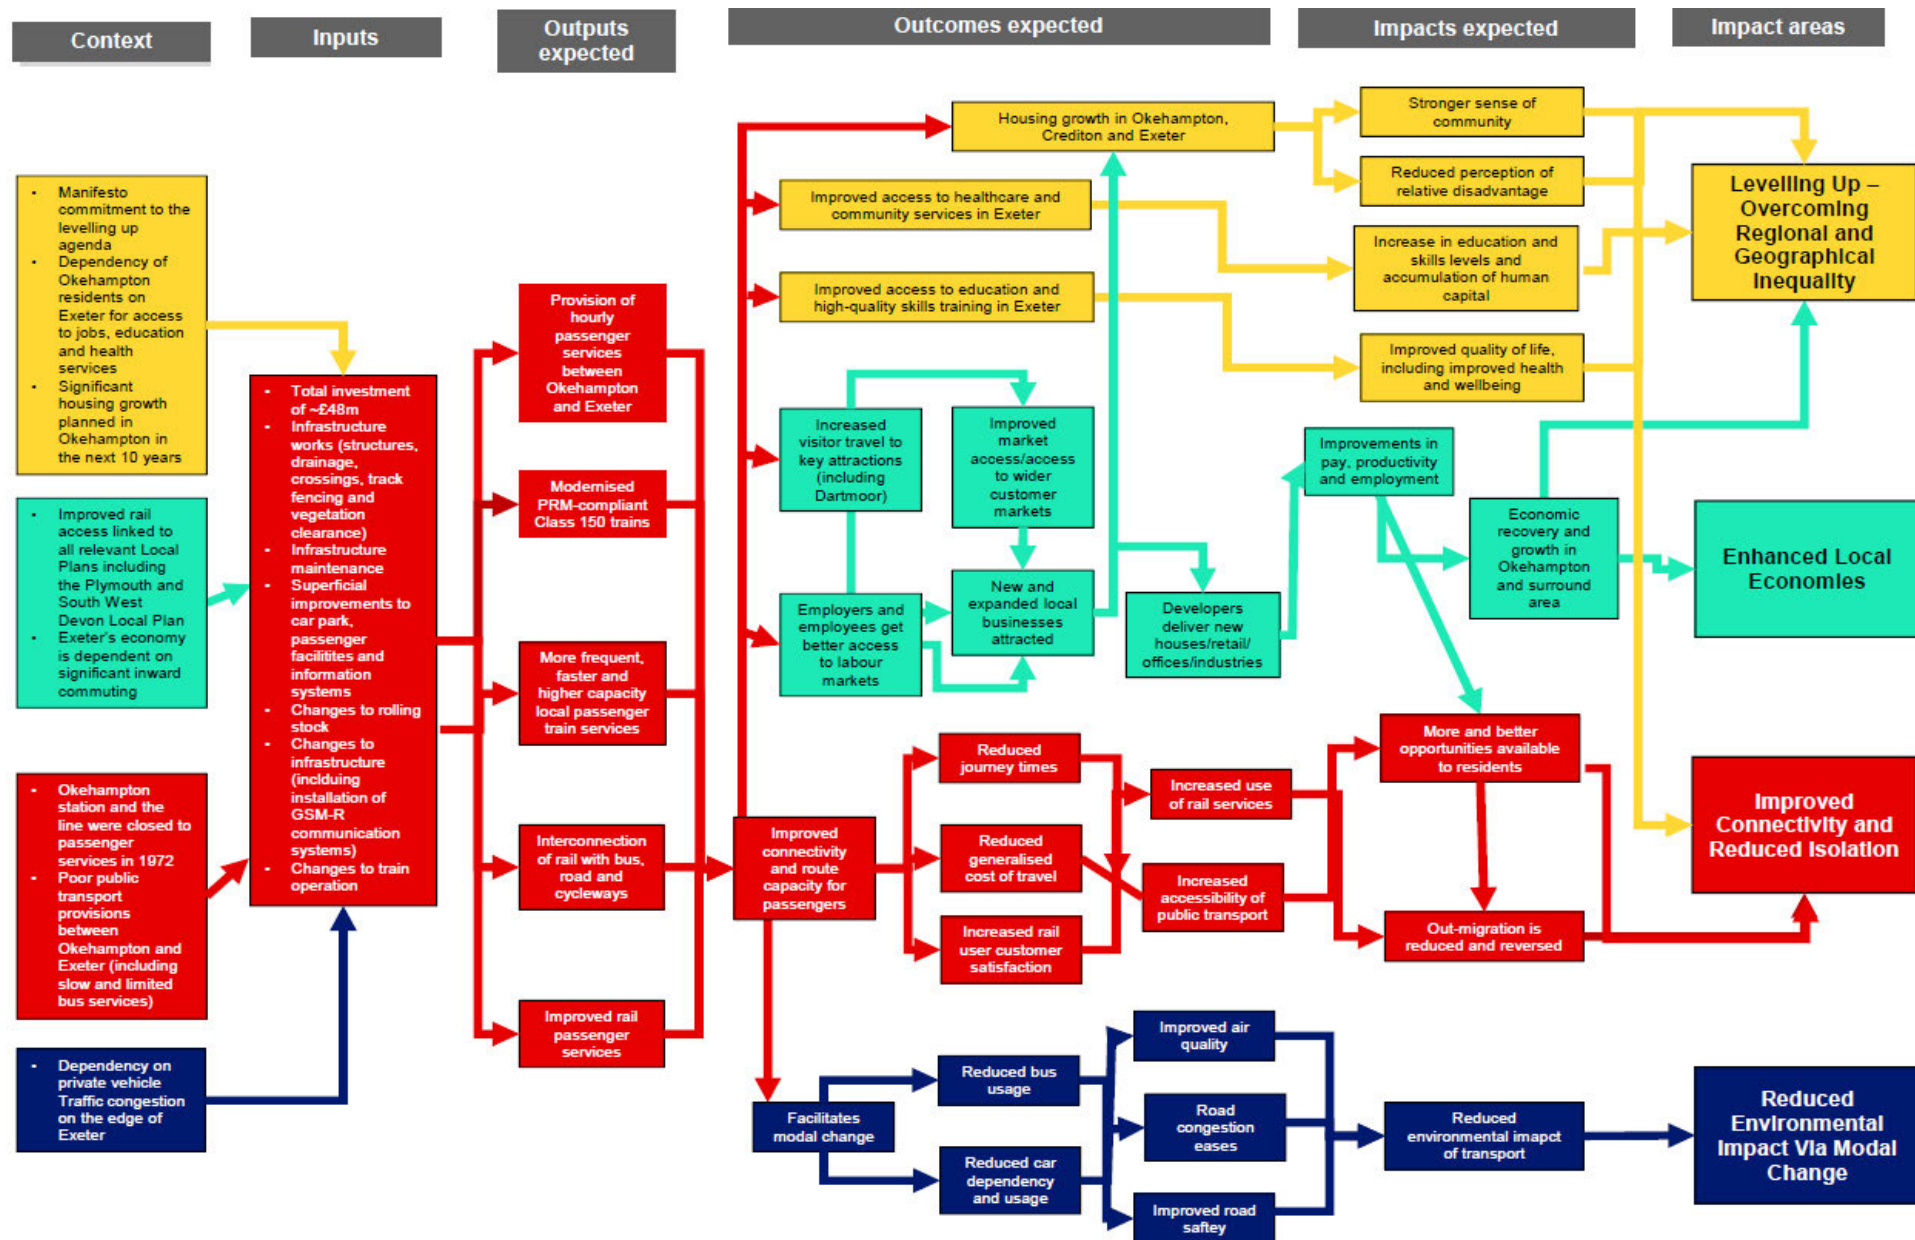 Context
Inputs
Outputs
expected
Outcomes expected
Impacts expected
Impact areas
• Manifesto
commitment to the
levelling up
agenda
• Dependency of
Okehampton
residents on
Exeter for access
to jobs, education
and health
services
• Significant
housing growth
planned in
Okehampton in
the next 10 years
• Improved rail
access linked to
all relevant Local
Plans including
the Plymouth and
South West
Devon Local Plan
• Exeter's economy
is dependent on
significant inward
commuting
• Okehampton
station and the
line were closed to
passenger
services in 1972
• Poor public
transport
provisions
between
Okehampton and
Exeter (including
slow and limited
bus services)
• Dependency on
private vehicle
Traffic congestion
on the edge of
Exeter
- Total investment
of ~£48m
- Infrastructure
works (structures,
drainage,
crossings, track
fencing and
vegetation
clearance)
- Infrastructure
maintenance
- Superficial
improvements to
car park,
passenger
facilitites and
information
systems
- Changes to rolling
stock
- Changes to
infrastructure
(inclduing
installation of
GSM-R
communication
systems)
- Changes to train
operation
Provision of
hourly
passenger
services
between
Okehampton
and Exeter
Modernised
PRM-compliant
Class 150 trains
More frequent,
faster and
higher capacity
local passenger
train services
Interconnection
of rail with bus,
road and
cycleways
Improved rail
passenger
services
Housing growth in Okehampton,
Crediton and Exeter
Improved access to healthcare and
community services in Exeter
Improved access to education and
high-quality skills training in Exeter
Increased
visitor travel to
key attractions
(including
Dartmoor)
Improved
market
access/access
to wider
customer
markets
Employers and
employees get
better access
to labour
markets
New and
expanded local
businesses
attracted
Developers
deliver new
houses/retail/
offices/industries
Improved
connectivity
and route
capacity for
passengers
Reduced
journey times
Reduced
generalised
cost of travel
Increased rail
user customer
satisfaction
Increased use
of rail services
Increased
accessibility of
public transport
Facilitates
modal change
Reduced bus
usage
Reduced car
dependency
and usage
Improved air
quality
Road
congestion
eases
Improved road
saftey
Stronger sense of
community
Reduced perception of
relative disadvantage
Increase in education and
skills levels and
accumulation of human
capital
Improved quality of life,
including improved health
and wellbeing
Improvements in
pay, productivity
and employment
Economic
recovery and
growth in
Okehampton
and surround
area
More and better
opportunities available
to residents
Out-migration is
reduced and reversed
Reduced
environmental imapct
of transport
Levelling Up –
Overcoming
Regional and
Geographical
Inequality
Enhanced Local
Economies
Improved
Connectivity and
Reduced Isolation
Reduced
Environmental
Impact Via Modal
Change